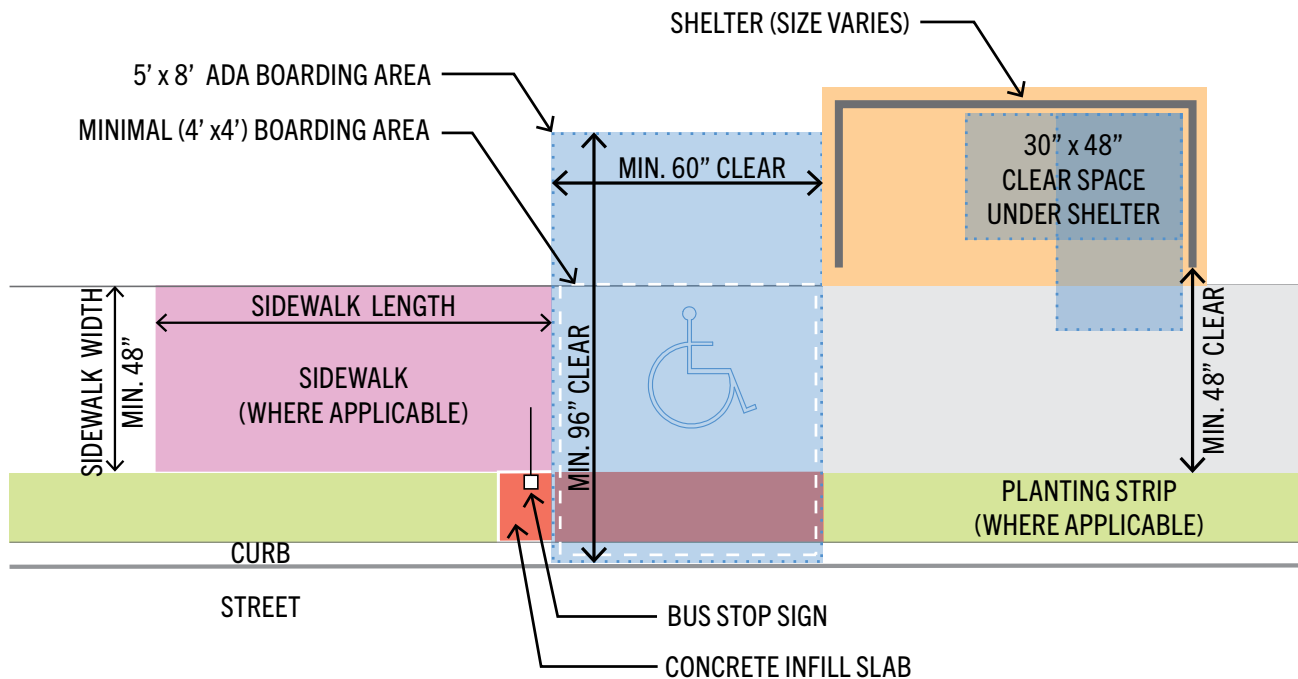 SHELTER (SIZE VARIES)
5’ x 8’ ADA BOARDING AREA
MINIMAL (4’ x4’) BOARDING AREA
MIN. 60” CLEAR
30” x 48”
CLEAR SPACE
UNDER SHELTER
SIDEWALK WIDTH
MIN. 48”
SIDEWALK LENGTH
SIDEWALK
(WHERE APPLICABLE)
MIN. 96” CLEAR
MIN. 48” CLEAR
PLANTING STRIP
(WHERE APPLICABLE)
CURB
STREET
BUS STOP SIGN
CONCRETE INFILL SLAB